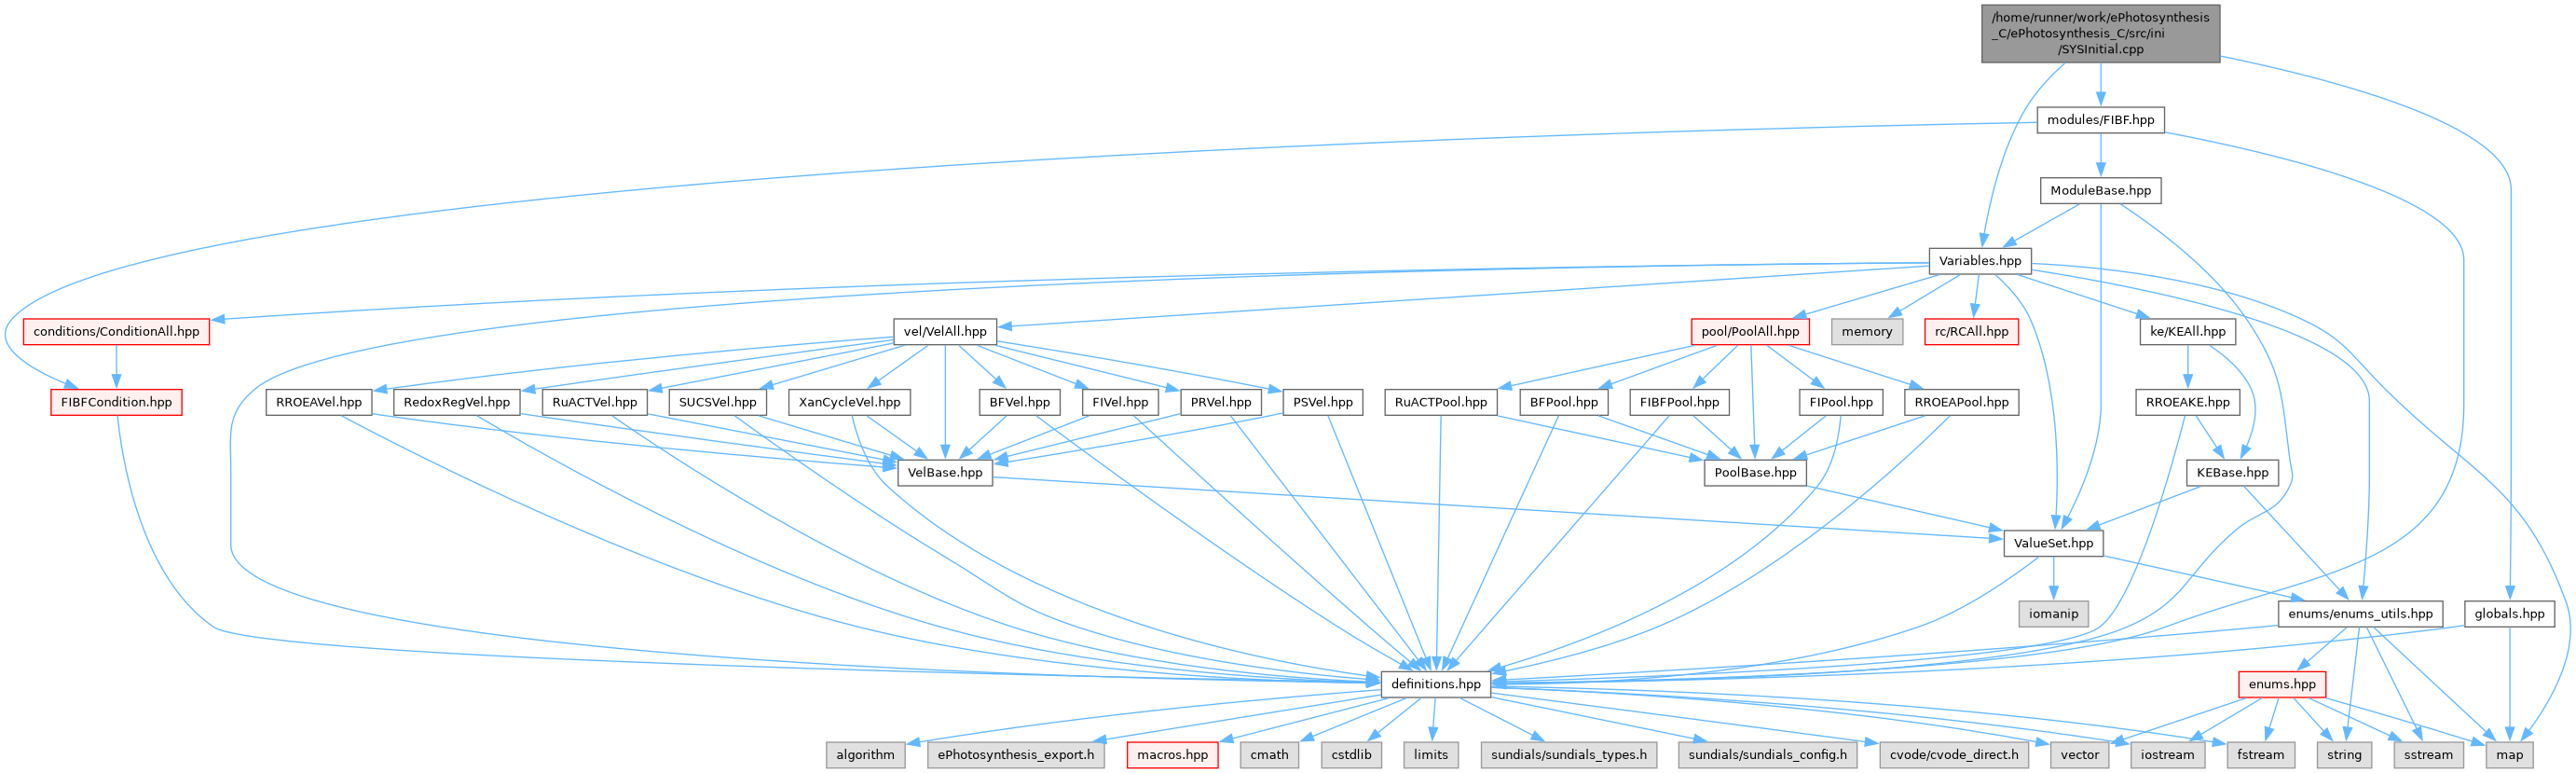 /home/runner/work/ePhotosynthesis
_C/ePhotosynthesis_C/src/ini
/SYSInitial.cpp
modules/FIBF.hpp
ModuleBase.hpp
Variables.hpp
conditions/ConditionAll.hpp
vel/VelAll.hpp
pool/PoolAll.hpp
memory
rc/RCAll.hpp
ke/KEAll.hpp
FIBFCondition.hpp
RROEAVel.hpp
RedoxRegVel.hpp
RuACTVel.hpp
SUCSVel.hpp
XanCycleVel.hpp
BFVel.hpp
FIVel.hpp
PRVel.hpp
PSVel.hpp
RuACTPool.hpp
BFPool.hpp
FIBFPool.hpp
FIPool.hpp
RROEAPool.hpp
RROEAKE.hpp
VelBase.hpp
PoolBase.hpp
KEBase.hpp
ValueSet.hpp
iomanip
enums/enums_utils.hpp
globals.hpp
definitions.hpp
enums.hpp
algorithm
ePhotosynthesis_export.h
macros.hpp
cmath
cstdlib
limits
sundials/sundials_types.h
sundials/sundials_config.h
cvode/cvode_direct.h
vector
iostream
fstream
string
sstream
map